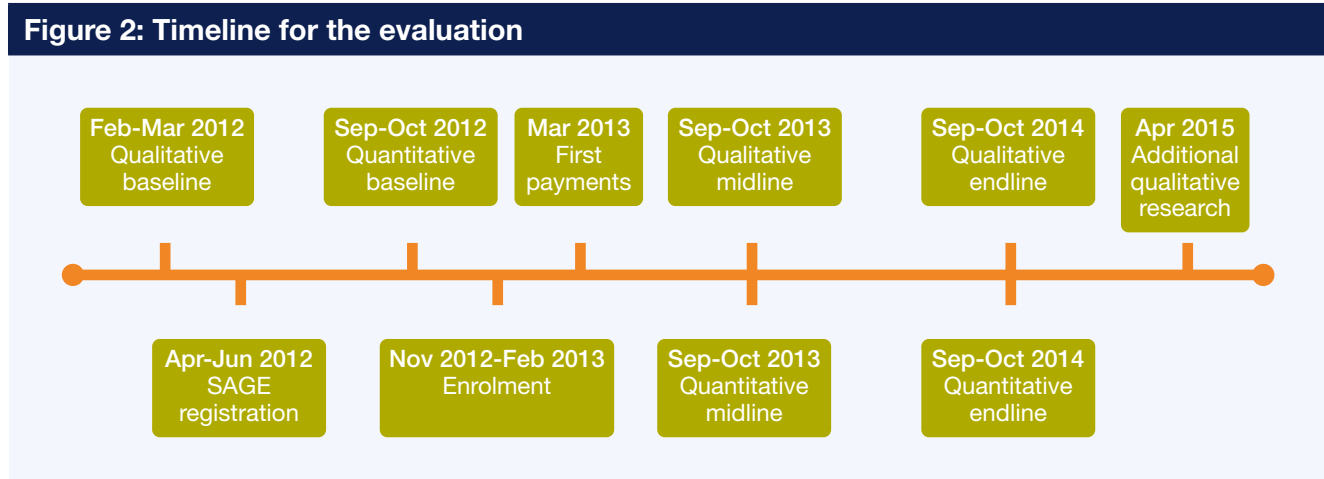 Figure 2: Timeline for the evaluation
Feb-Mar 2012
Qualitative
baseline
Sep-Oct 2012
Quantitative
baseline
Mar 2013
First
payments
Sep-Oct 2013
Qualitative
midline
Sep-Oct 2014
Qualitative
endline
Apr 2015
Additional
qualitative
research
Apr-Jun 2012
SAGE
registration
Nov 2012-Feb 2013
Enrolment
Sep-Oct 2013
Quantitative
midline
Sep-Oct 2014
Quantitative
endline